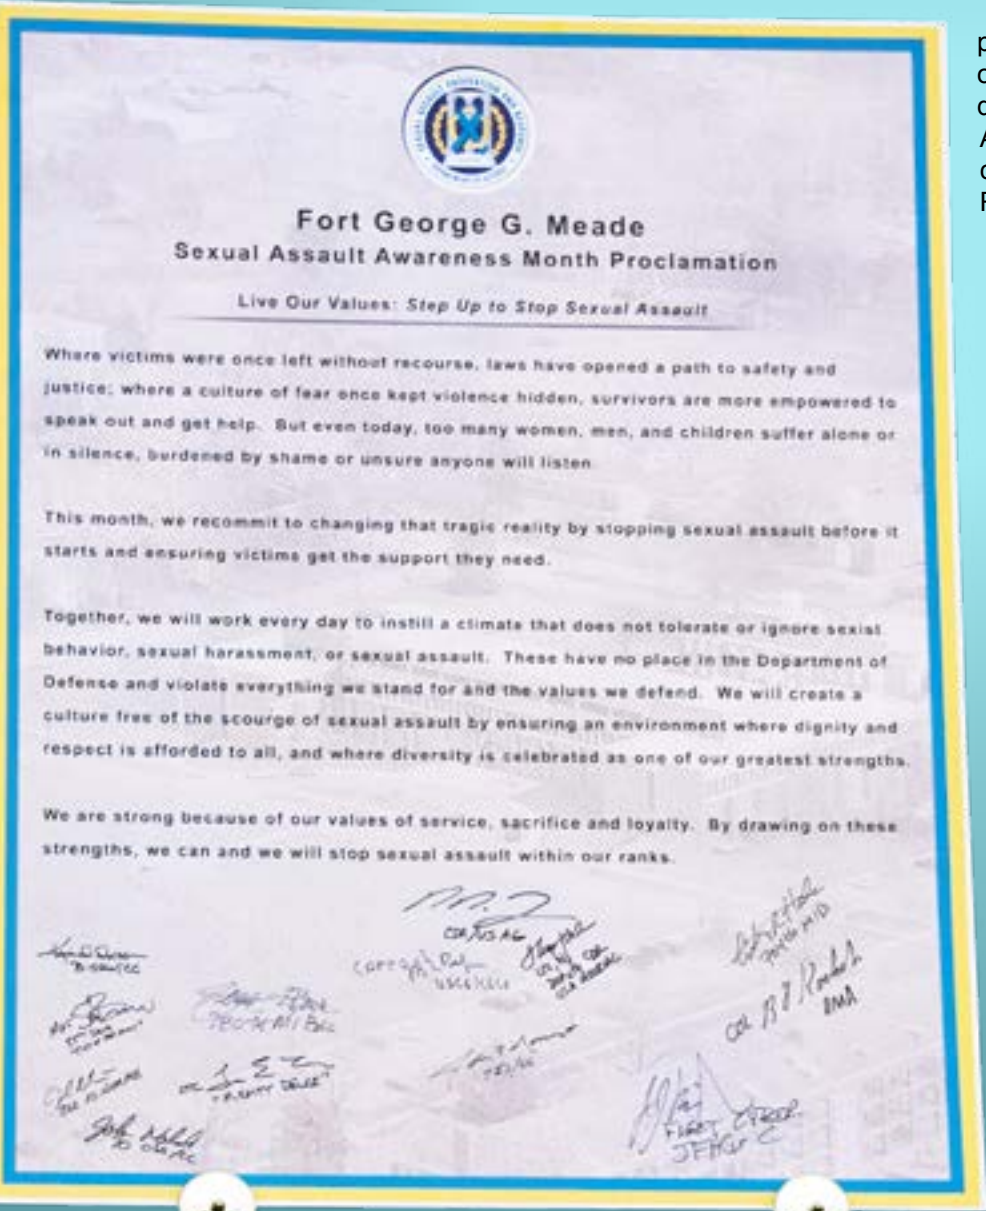 Fort George G. Meade
Sexual Assault Awareness Month Proclamation
Live Our Values: Step Up to Stop Sexual Assault
Where victims were once left without recourse, laws have opened a path to safety and
justice; where a culture of fear once kept violence hidden, survivors are more empowered to
speak out and get help. But even today, too many women, men, and children suffer alone or
in silence, burdened by shame or unsure anyone will listen.
This month, we recommit to changing that tragic reality by stopping sexual assault before it
starts and ensuring victims get the support they need.
Together, we will work every day to instill a climate that does not tolerate or ignore sexist
behavior, sexual harassment, or sexual assault. These have no place in the Department of
Defense and violate everything we stand for and the values we defend. We will create a
culture free of the scourge of sexual assault by ensuring an environment where dignity and
respect is afforded to all, and where diversity is celebrated as one of our greatest strengths.
We are strong because of our values of service, sacrifice and loyalty. By drawing on these
strengths, we can and we will stop sexual assault within our ranks.
FLEET CYBER